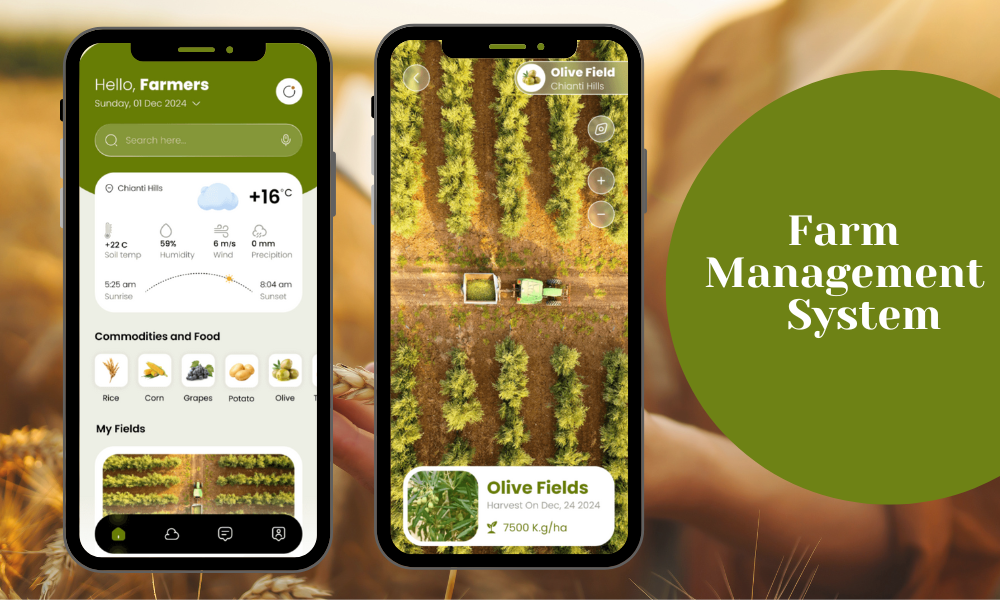 Hello, Farmers
Sunday, 01 Dec 2024
Search here...
Chianti Hills
+16°C
+22 C
Soil temp
59%
Humidity
6 m/s
Wind
0 mm
Precipition
5:25 am
Sunrise
8:04 am
Sunset
Commodities and Food
Rice
Corn
Grapes
Potato
Olive
My Fields
Olive Field
Chianti Hills
+
−
Olive Fields
Harvest On Dec, 24 2024
7500 K.g/ha
Farm
Management
System